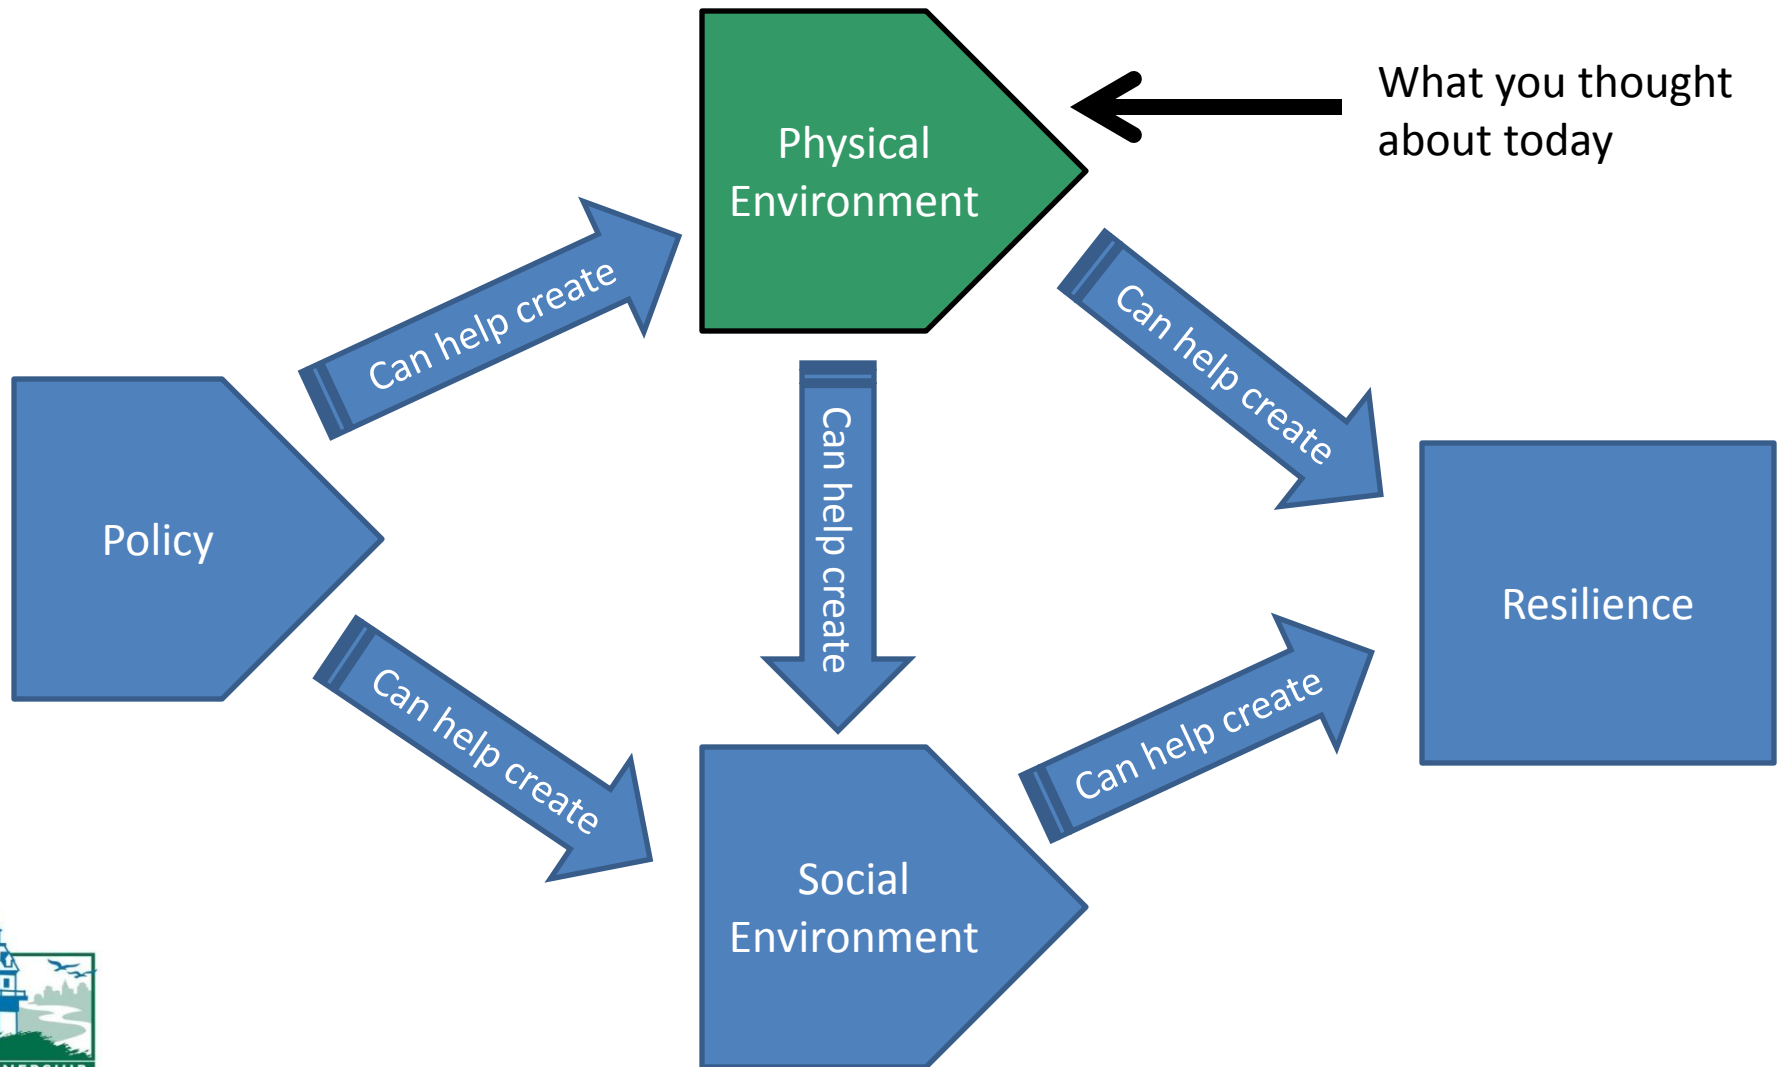 What you thought
about today
Physical
Environment
Can help create
Can help create
Can help create
Policy
Resilience
Can help create
Can help create
Social
Environment